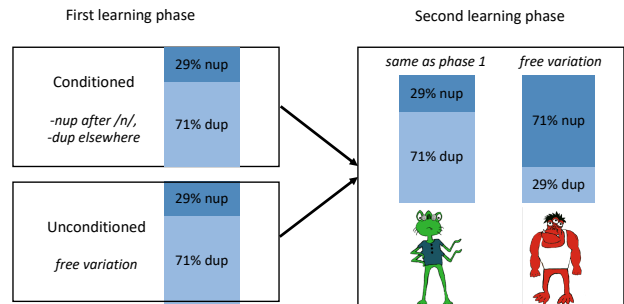 First learning phase
Second learning phase
Conditioned
-nup after /n/,
-dup elsewhere
29% nup
71% dup
Unconditioned
free variation
29% nup
71% dup
same as phase 1
29% nup
71% dup
free variation
71% nup
29% dup